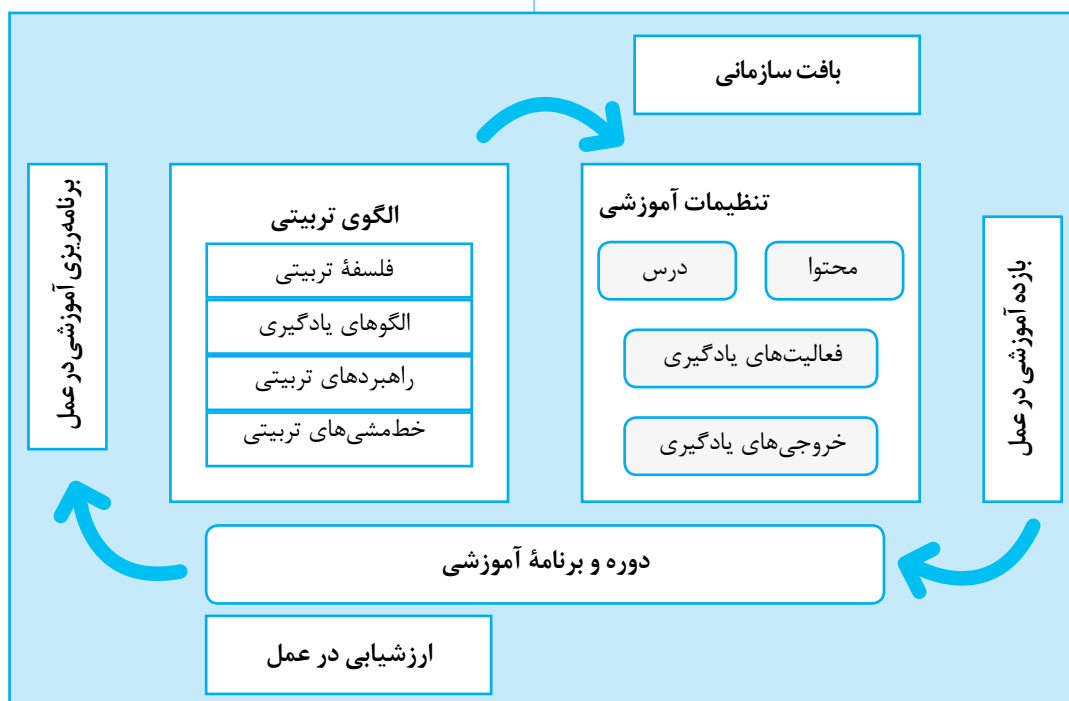 بافت سازمانی
تنظیمات آموزشی
محتوا
درس
فعالیت‌های یادگیری
خروجی‌های یادگیری
بازده آموزشی در عمل
الگوی تربیتی
فلسفهٔ تربیتی
الگوهای یادگیری
راهبردهای تربیتی
خط‌مشی‌های تربیتی
برنامه‌ریزی آموزشی در عمل
دوره و برنامهٔ آموزشی
ارزشیابی در عمل